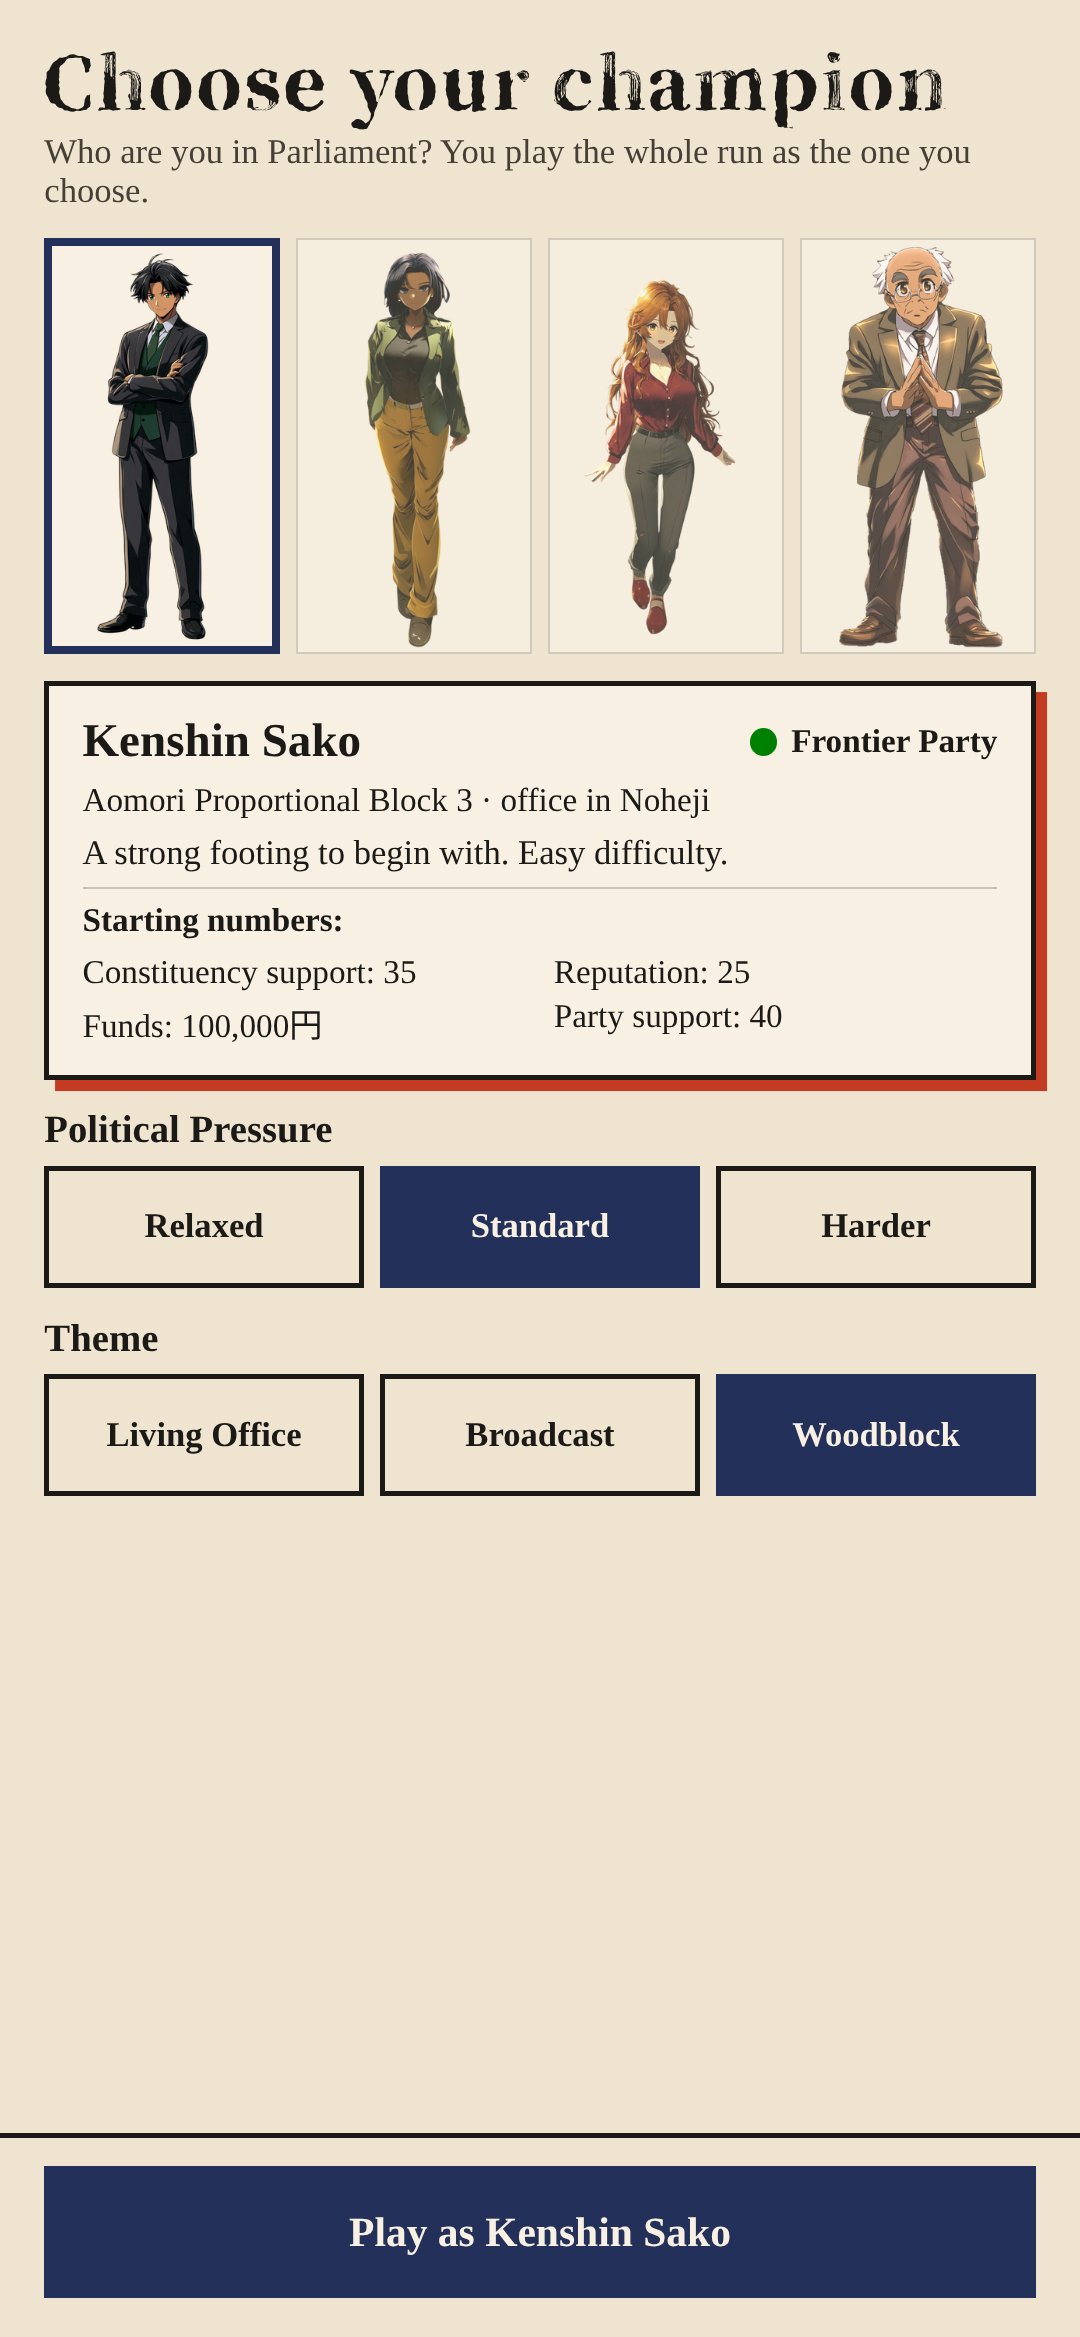 Choose your champion
Who are you in Parliament? You play the whole run as the one you
choose.
Kenshin Sako
Frontier Party
Aomori Proportional Block 3 · office in Noheji
A strong footing to begin with. Easy difficulty.
Starting numbers:
Constituency support: 35
Reputation: 25
Funds: 100,000円
Party support: 40
Political Pressure
Relaxed
Standard
Harder
Theme
Living Office
Broadcast
Woodblock
Play as Kenshin Sako